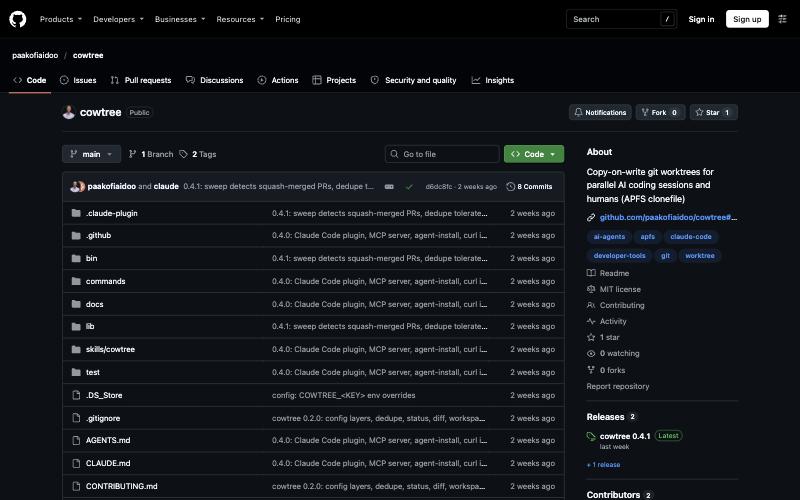 Products Developers Businesses Resources Pricing Search / Sign in Sign up
paakofiaidoo / cowtree
Code Issues Pull requests Discussions Actions Projects Security and quality Insights
cowtree Public Notifications Fork 0 Star 1
main 1 Branch 2 Tags Go to file Code
paakofiaidoo and claude 0.4.1: sweep detects squash-merged PRs, dedupe t... d6dc8fc · 2 weeks ago 8 Commits
.claude-plugin 0.4.1: sweep detects squash-merged PRs, dedupe tolerate... 2 weeks ago
.github 0.4.0: Claude Code plugin, MCP server, agent-install, curl i... 2 weeks ago
bin 0.4.1: sweep detects squash-merged PRs, dedupe tolerate... 2 weeks ago
commands 0.4.0: Claude Code plugin, MCP server, agent-install, curl i... 2 weeks ago
docs 0.4.0: Claude Code plugin, MCP server, agent-install, curl i... 2 weeks ago
lib 0.4.1: sweep detects squash-merged PRs, dedupe tolerate... 2 weeks ago
skills/cowtree 0.4.0: Claude Code plugin, MCP server, agent-install, curl i... 2 weeks ago
test 0.4.0: Claude Code plugin, MCP server, agent-install, curl i... 2 weeks ago
.DS_Store config: COWTREE_<KEY> env overrides 2 weeks ago
.gitignore cowtree 0.2.0: config layers, dedupe, status, diff, workspa... 2 weeks ago
AGENTS.md 0.4.0: Claude Code plugin, MCP server, agent-install, curl i... 2 weeks ago
CLAUDE.md 0.4.0: Claude Code plugin, MCP server, agent-install, curl i... 2 weeks ago
CONTRIBUTING.md cowtree 0.2.0: config layers, dedupe, status, diff, workspa... 2 weeks ago
About
Copy-on-write git worktrees for
parallel AI coding sessions and
humans (APFS clonefile)
github.com/paakofiaidoo/cowtree#...
ai-agents apfs claude-code
developer-tools git worktree
Readme
MIT license
Contributing
Activity
1 star
0 watching
0 forks
Report repository
Releases 2
cowtree 0.4.1 Latest
last week
+ 1 release
Contributors 2